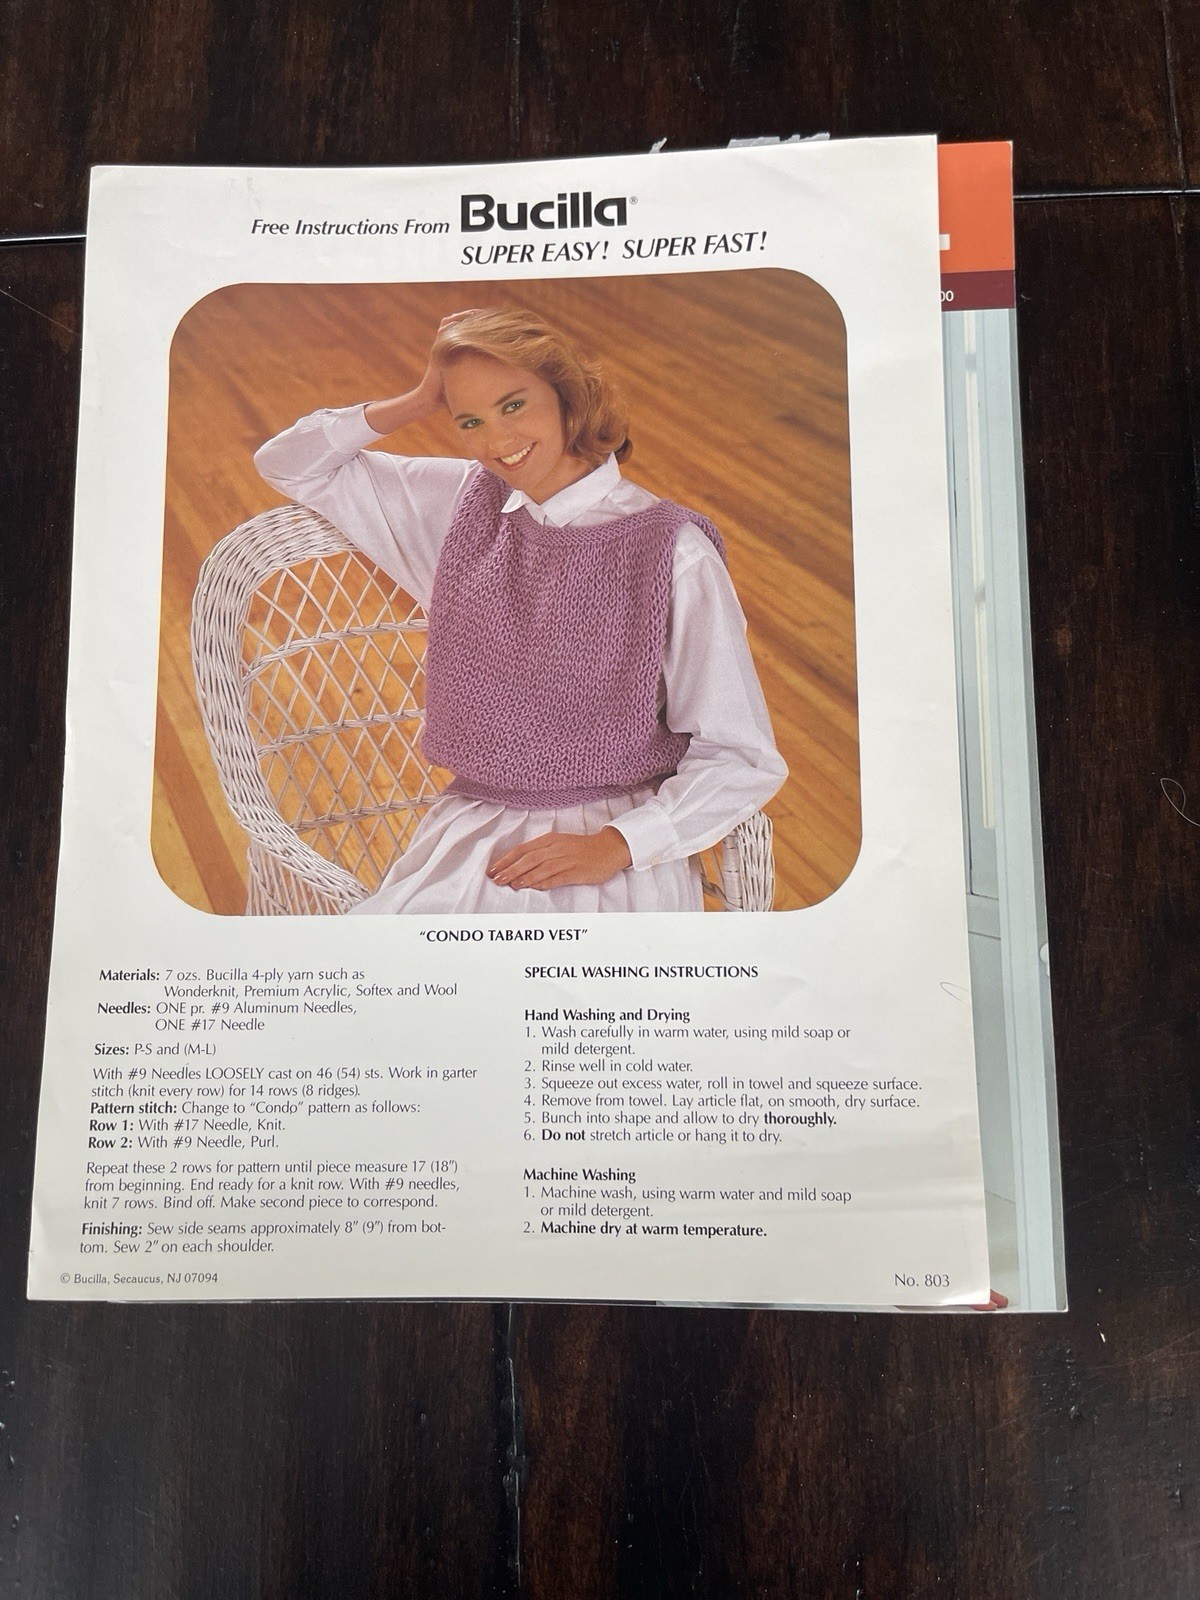 Free Instructions From Bucilla®
SUPER EASY! SUPER FAST!
00
"CONDO TABARD VEST"
Materials: 7 ozs. Bucilla 4-ply yarn such as
Wonderknit, Premium Acrylic, Softex and Wool
Needles: ONE pr. #9 Aluminum Needles,
ONE #17 Needle
Sizes: P-S and (M-L)
With #9 Needles LOOSELY cast on 46 (54) sts. Work in garter
stitch (knit every row) for 14 rows (8 ridges).
Pattern stitch: Change to "Condo" pattern as follows:
Row 1: With #17 Needle, Knit.
Row 2: With #9 Needle, Purl.
Repeat these 2 rows for pattern until piece measure 17 (18")
from beginning. End ready for a knit row. With #9 needles,
knit 7 rows. Bind off. Make second piece to correspond.
Finishing: Sew side seams approximately 8" (9") from bot-
tom. Sew 2" on each shoulder.
© Bucilla, Secaucus, NJ 07094
SPECIAL WASHING INSTRUCTIONS
Hand Washing and Drying
1. Wash carefully in warm water, using mild soap or
mild detergent.
2. Rinse well in cold water.
3. Squeeze out excess water, roll in towel and squeeze surface.
4. Remove from towel. Lay article flat, on smooth, dry surface.
5. Bunch into shape and allow to dry thoroughly.
6. Do not stretch article or hang it to dry.
Machine Washing
1. Machine wash, using warm water and mild soap
or mild detergent.
2. Machine dry at warm temperature.
No. 803